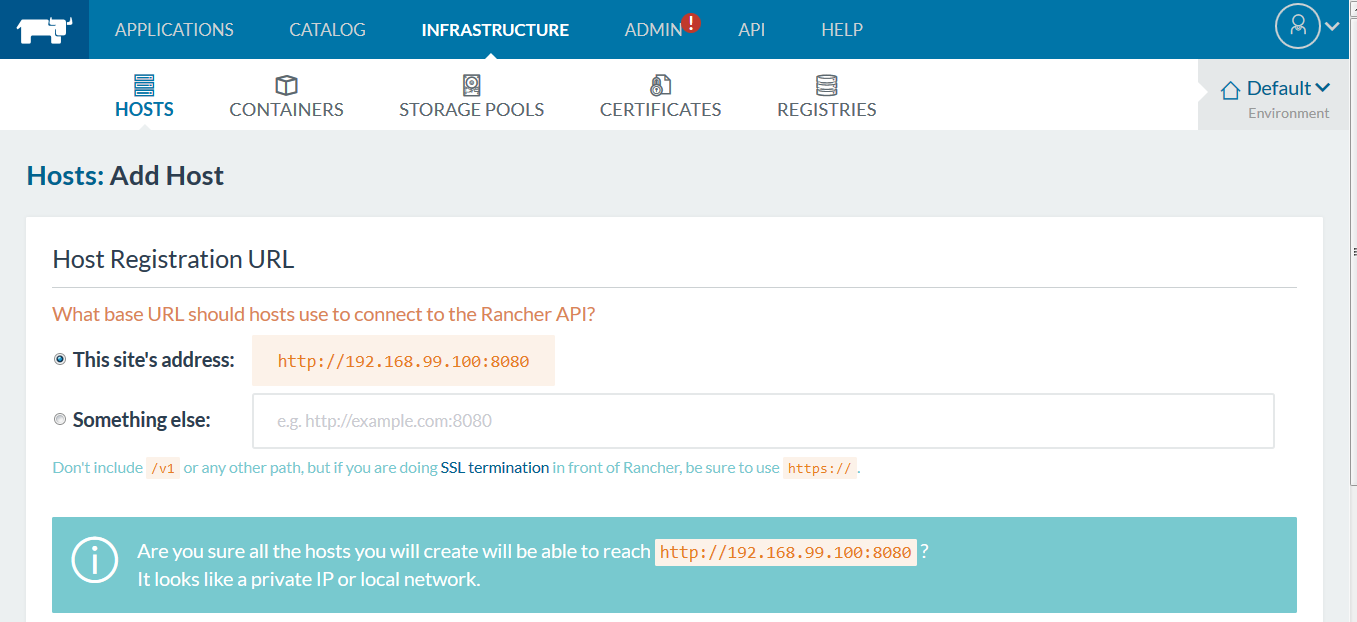 APPLICATIONS CATALOG INFRASTRUCTURE ADMIN ! API HELP
HOSTS CONTAINERS STORAGE POOLS CERTIFICATES REGISTRIES Default
Environment
Hosts: Add Host
Host Registration URL
What base URL should hosts use to connect to the Rancher API?
This site's address: http://192.168.99.100:8080
Something else: e.g. http://example.com:8080
Don't include /v1 or any other path, but if you are doing SSL termination in front of Rancher, be sure to use https://.
Are you sure all the hosts you will create will be able to reach http://192.168.99.100:8080 ?
It looks like a private IP or local network.